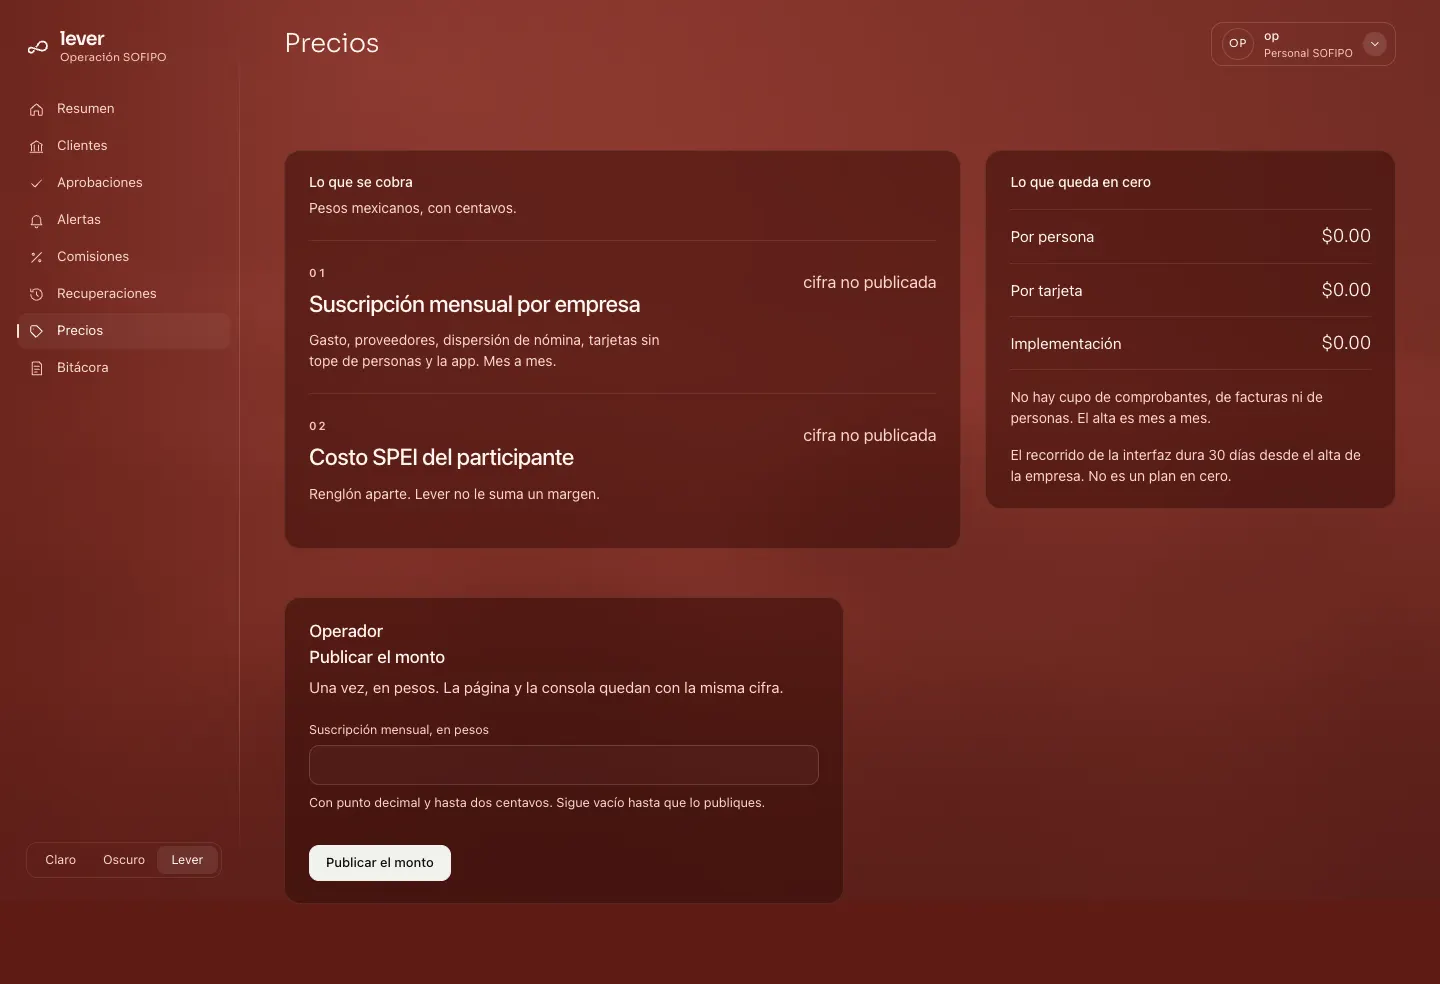 lever
Operación SOFIPO
Resumen
Clientes
Aprobaciones
Alertas
Comisiones
Recuperaciones
Precios
Bitácora
Claro
Oscuro
Lever
Precios
OP
op
Personal SOFIPO
Lo que se cobra
Pesos mexicanos, con centavos.
01
Suscripción mensual por empresa
cifra no publicada
Gasto, proveedores, dispersión de nómina, tarjetas sin
tope de personas y la app. Mes a mes.
02
Costo SPEI del participante
cifra no publicada
Renglón aparte. Lever no le suma un margen.
Lo que queda en cero
Por persona
$0.00
Por tarjeta
$0.00
Implementación
$0.00
No hay cupo de comprobantes, de facturas ni de
personas. El alta es mes a mes.
El recorrido de la interfaz dura 30 días desde el alta de
la empresa. No es un plan en cero.
Operador
Publicar el monto
Una vez, en pesos. La página y la consola quedan con la misma cifra.
Suscripción mensual, en pesos
Con punto decimal y hasta dos centavos. Sigue vacío hasta que lo publiques.
Publicar el monto